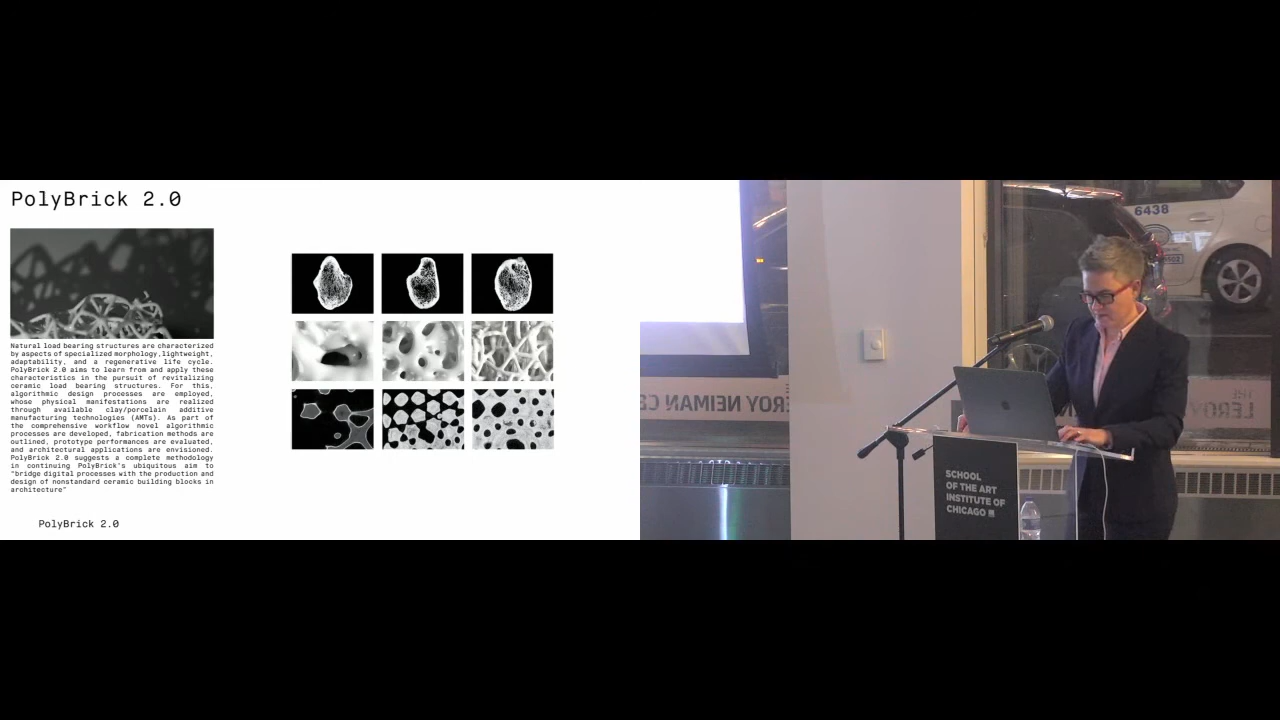 PolyBrick 2.0
Natural load bearing structures are characterized
by aspects of specialized morphology, lightweight,
adaptability, and a regenerative life cycle.
PolyBrick 2.0 aims to learn from and apply these
characteristics in the pursuit of revitalizing
ceramic load bearing structures. For this,
algorithmic design processes are employed,
whose physical manifestations are realized
through available clay/porcelain additive
manufacturing technologies (AMTs). As part of
the comprehensive workflow novel algorithmic
processes are developed, fabrication methods are
outlined, prototype performances are evaluated,
and architectural applications are envisioned.
PolyBrick 2.0 suggests a complete methodology
in continuing PolyBrick's ubiquitous aim to
"bridge digital processes with the production and
design of nonstandard ceramic building blocks in
architecture"
PolyBrick 2.0
6438
EROY NEIMAN CE
THE
LEROY
SCHOOL
OF THE ART
INSTITUTE OF
CHICAGO